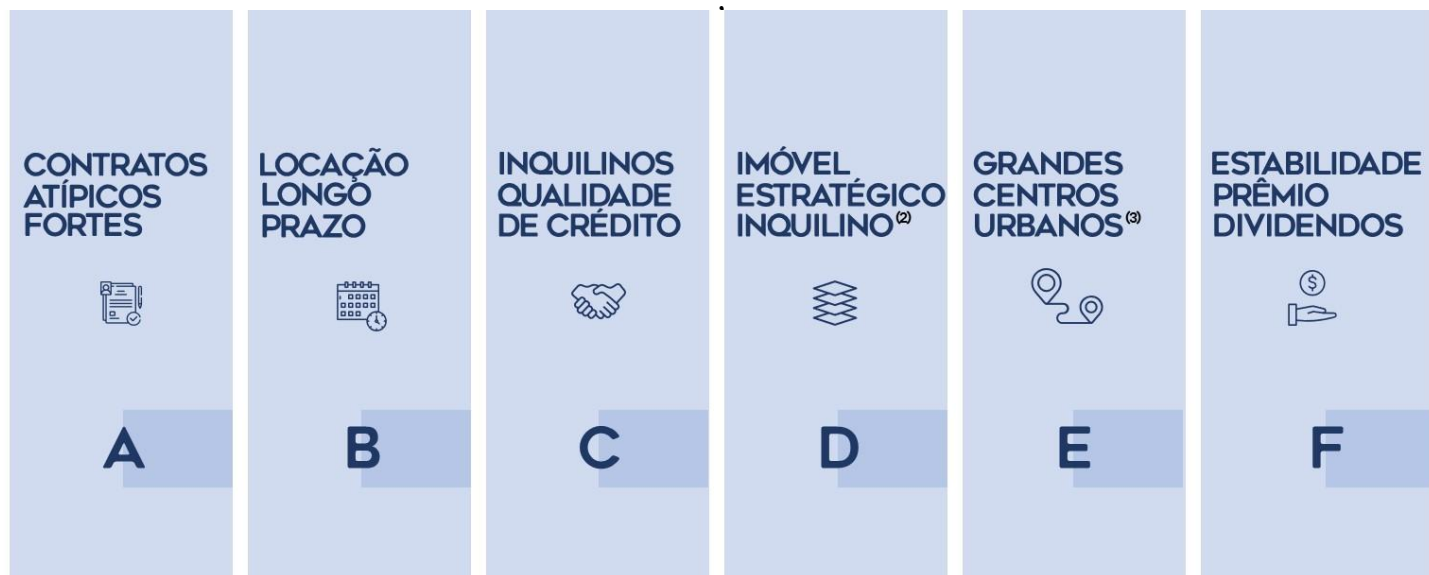 CONTRATOS
ATÍPICOS
FORTES
A
LOCAÇÃO
LONGO
PRAZO
B
INQUILINOS
QUALIDADE
DE CRÉDITO
C
IMÓVEL
ESTRATÉGICO
INQUILINO(2)
D
GRANDES
CENTROS
URBANOS(3)
E
ESTABILIDADE
PRÊMIO
DIVIDENDOS
$
F